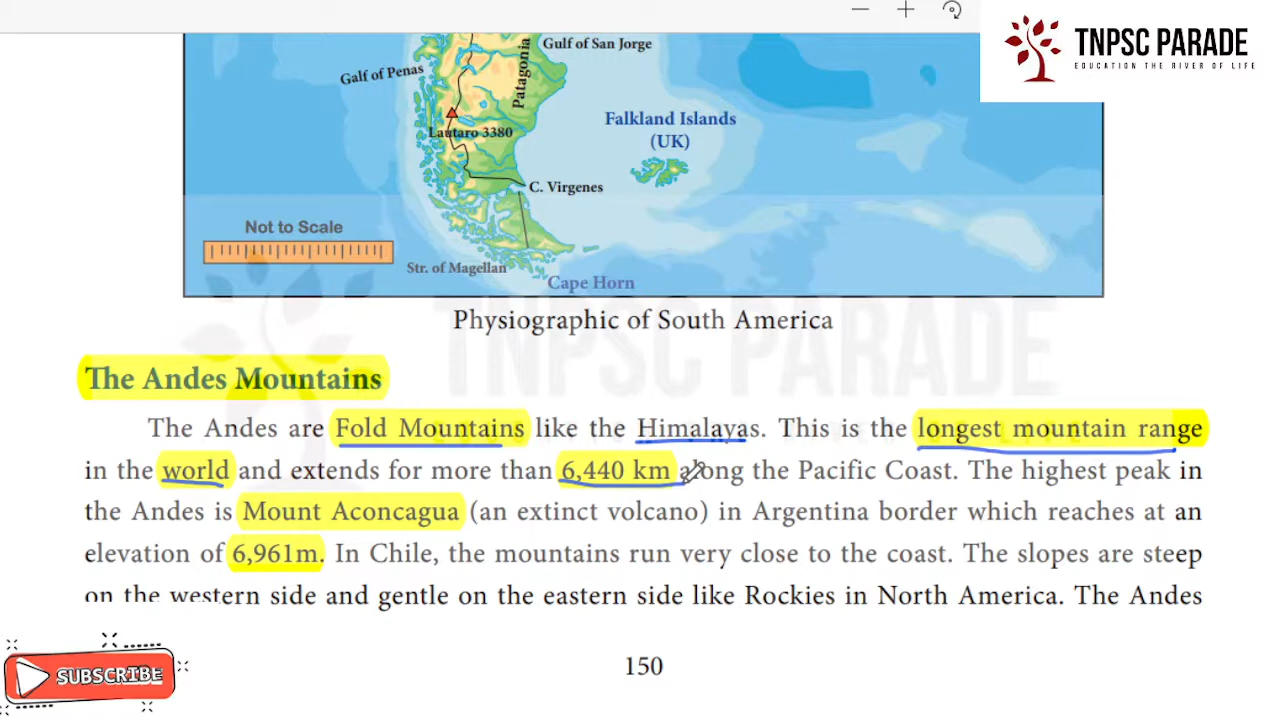 TNPSC PARADE
EDUCATION THE RIVER OF LIFE
Gulf of San Jorge
Galf of Penas
Patagonia
Lautaro 3380
Falkland Islands
(UK)
C. Virgenes
Not to Scale
Str. of Magellan
Cape Horn
TNPSC PARADE
Physiographic of South America
The Andes Mountains
The Andes are Fold Mountains like the Himalayas. This is the longest mountain range
in the world and extends for more than 6,440 km along the Pacific Coast. The highest peak in
the Andes is Mount Aconcagua (an extinct volcano) in Argentina border which reaches at an
elevation of 6,961m. In Chile, the mountains run very close to the coast. The slopes are steep
on the western side and gentle on the eastern side like Rockies in North America. The Andes
150
SUBSCRIBE